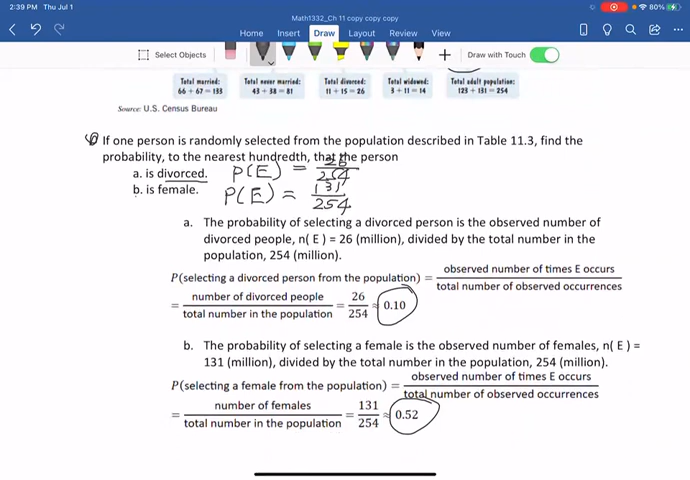 2:39 PM Thu Jul 1
80%
Math1332_Ch 11 copy copy copy
Home Insert Draw Layout Review View
Select Objects
Draw with Touch
Total married: Total never married: Total divorced: Total widowed: Total adult population:
66 + 67 = 133 43 + 38 = 81 11 + 15 = 26 3 + 11 = 14 123 + 131 = 254
Source: U.S. Census Bureau
If one person is randomly selected from the population described in Table 11.3, find the
probability, to the nearest hundredth, that the person
a. is divorced. P(E) = 26/254
b. is female. P(E) = 131/254
a. The probability of selecting a divorced person is the observed number of
divorced people, n( E ) = 26 (million), divided by the total number in the
population, 254 (million).
P(selecting a divorced person from the population) = observed number of times E occurs / total number of observed occurrences
= number of divorced people / total number in the population = 26/254 ≈ 0.10
b. The probability of selecting a female is the observed number of females, n( E ) =
131 (million), divided by the total number in the population, 254 (million).
P(selecting a female from the population) = observed number of times E occurs / total number of observed occurrences
= number of females / total number in the population = 131/254 ≈ 0.52